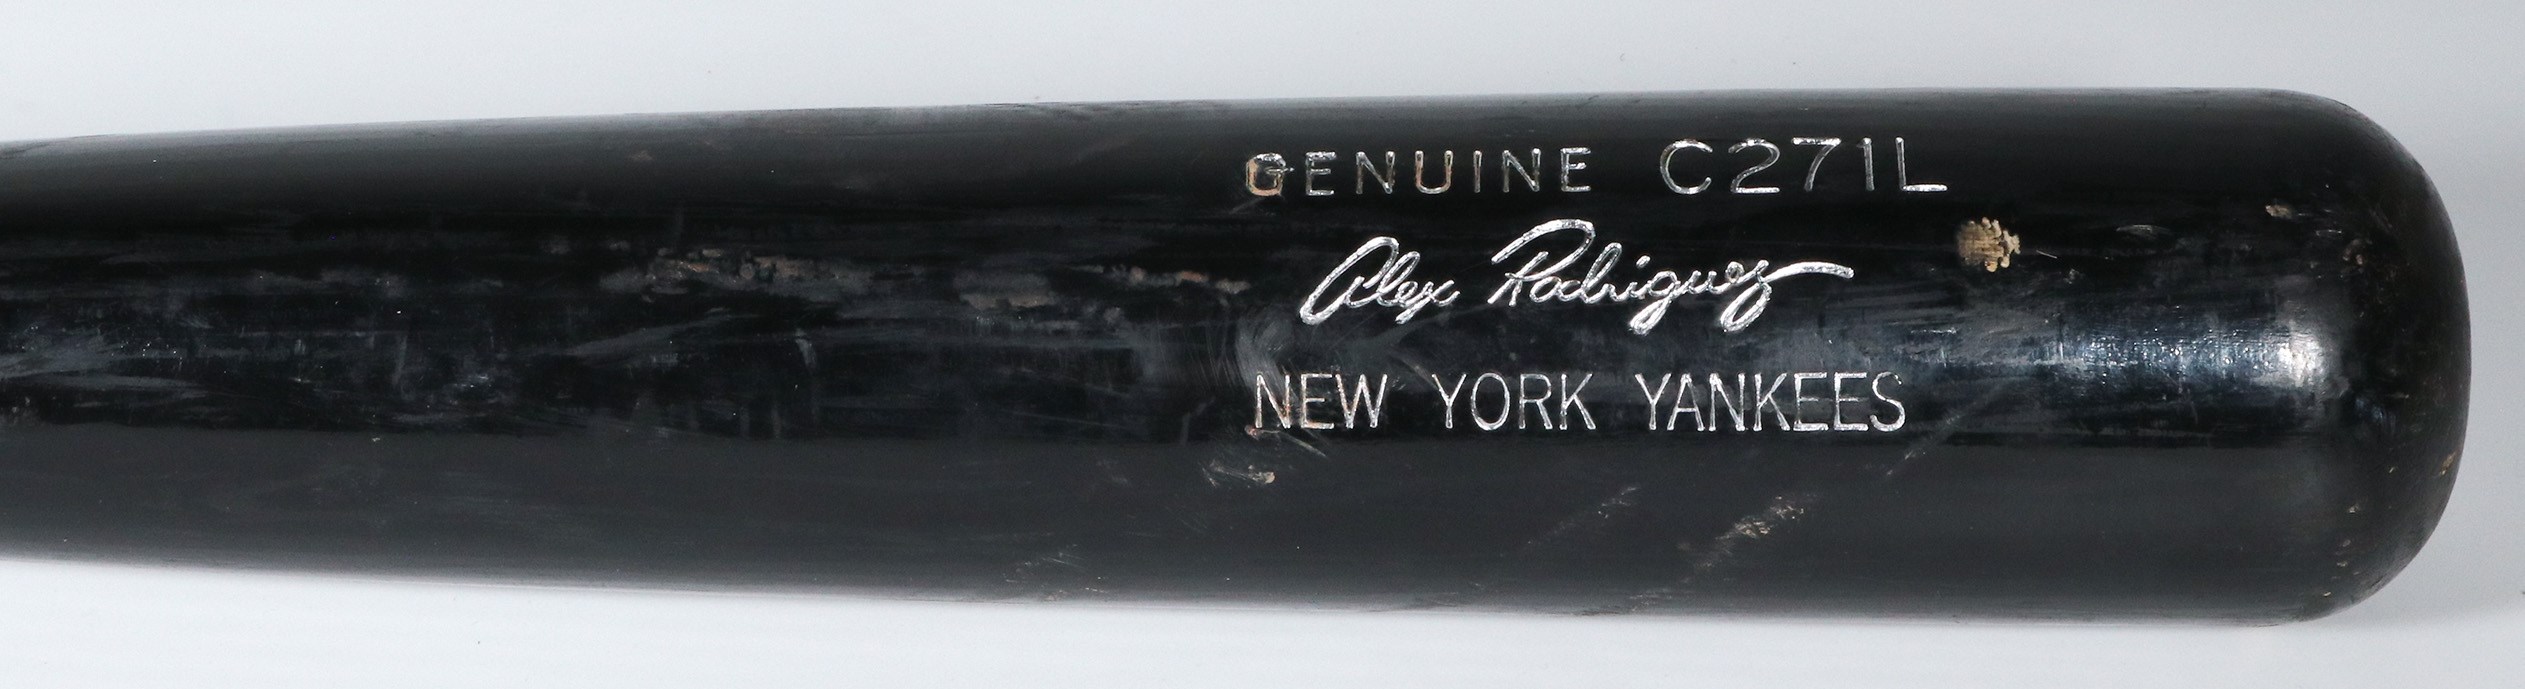 GENUINE C271L
Alex Rodriguez
NEW YORK YANKEES